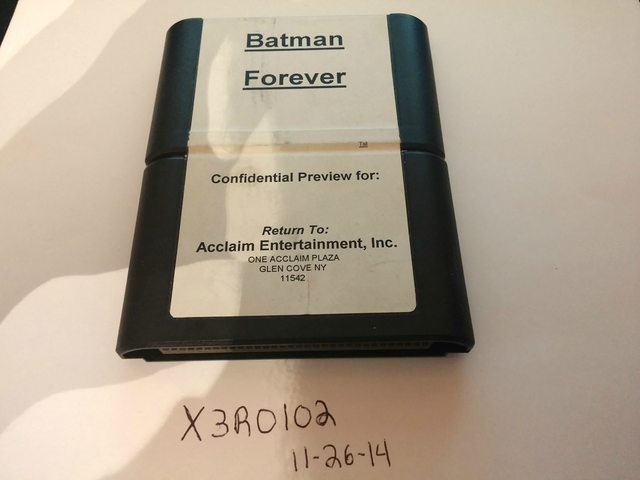 Batman
Forever
TM
Confidential Preview for:
Return To:
Acclaim Entertainment, Inc.
ONE ACCLAIM PLAZA
GLEN COVE NY
11542
X3R0102
11-26-14